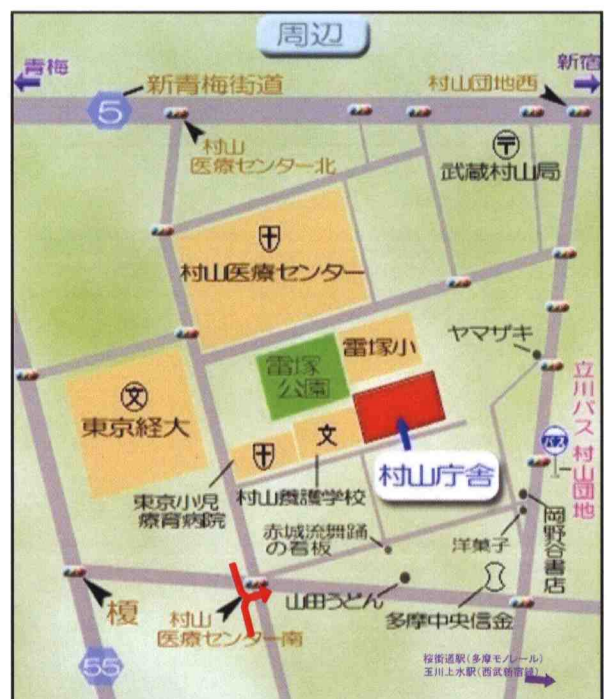 周辺
青梅
新宿
5
新青梅街道
村山団地西
村山
医療センター北
〒
武蔵村山局
村山医療センター
ヤマザキ
雷塚小
雷塚
公園
文
東京経大
文
立川バス 村山団地
バス
村山庁舎
東京小児
療育病院
村山養護学校
赤城流舞踊
の看板
洋菓子
岡野谷書店
榎
村山
医療センター南
山田うどん
多摩中央信金
55
桜街道駅(多摩モノレール)
玉川上水駅(西武新宿線)